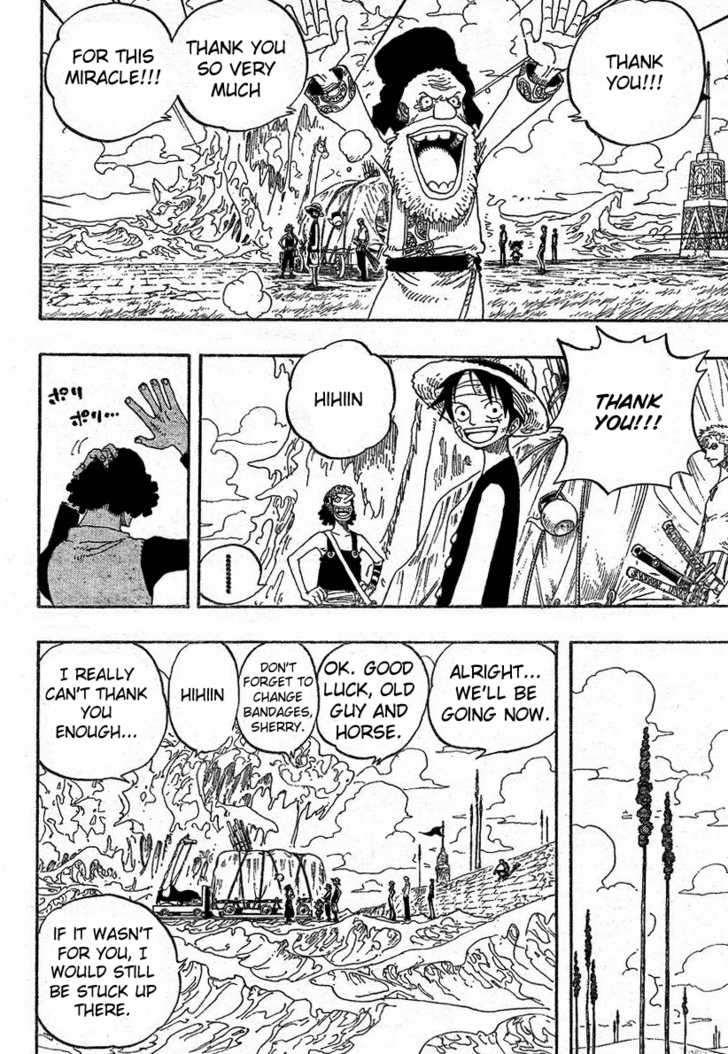 THANK
YOU!!!
THANK YOU
SO VERY
MUCH
FOR THIS
MIRACLE!!!
THANK
YOU!!!
HIHIIN
ALRIGHT...
WE'LL BE
GOING NOW.
OK. GOOD
LUCK, OLD
GUY AND
HORSE.
DON'T
FORGET TO
CHANGE
BANDAGES,
SHERRY.
HIHIIN
I REALLY
CAN'T THANK
YOU
ENOUGH...
IF IT WASN'T
FOR YOU, I
WOULD STILL
BE STUCK UP
THERE.